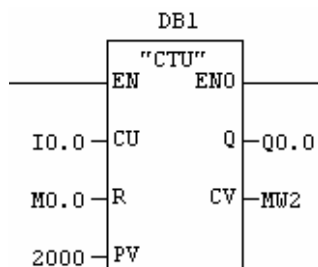 DB1
"CTU"
EN ENO
I0.0 CU Q Q0.0
M0.0 R CV MW2
2000 PV